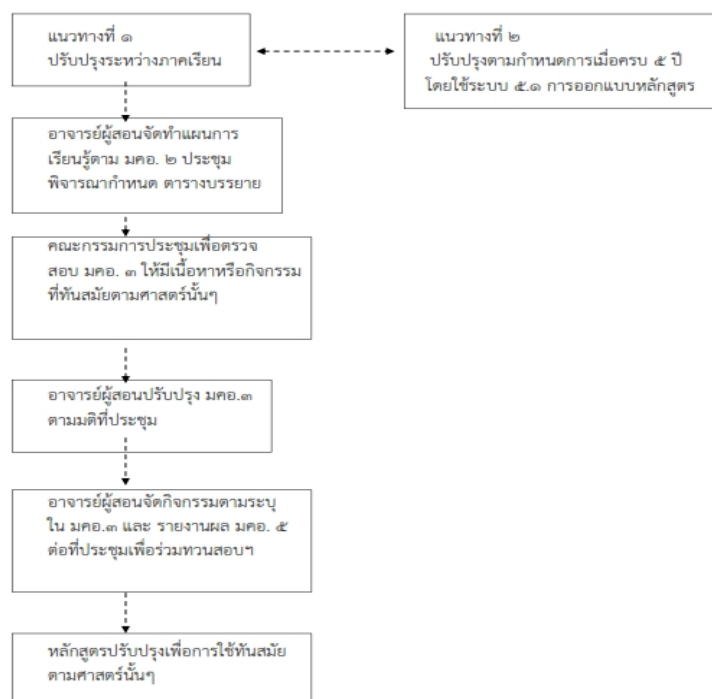 แนวทางที่ ๑
ปรับปรุงระหว่างภาคเรียน
แนวทางที่ ๒
ปรับปรุงตามกำหนดการเมื่อครบ ๕ ปี
โดยใช้ระบบ ๕.๑ การออกแบบหลักสูตร
อาจารย์ผู้สอนจัดทำแผนการ
เรียนรู้ตาม มคอ. ๒ ประชุม
พิจารณากำหนด ตารางบรรยาย
คณะกรรมการประชุมเพื่อตรวจ
สอบ มคอ. ๓ ให้มีเนื้อหาหรือกิจกรรม
ที่ทันสมัยตามศาสตร์นั้นๆ
อาจารย์ผู้สอนปรับปรุง มคอ.๓
ตามมติที่ประชุม
อาจารย์ผู้สอนจัดกิจกรรมตามระบุ
ใน มคอ.๓ และ รายงานผล มคอ. ๕
ต่อที่ประชุมเพื่อร่วมทวนสอบฯ
หลักสูตรปรับปรุงเพื่อการใช้ทันสมัย
ตามศาสตร์นั้นๆ